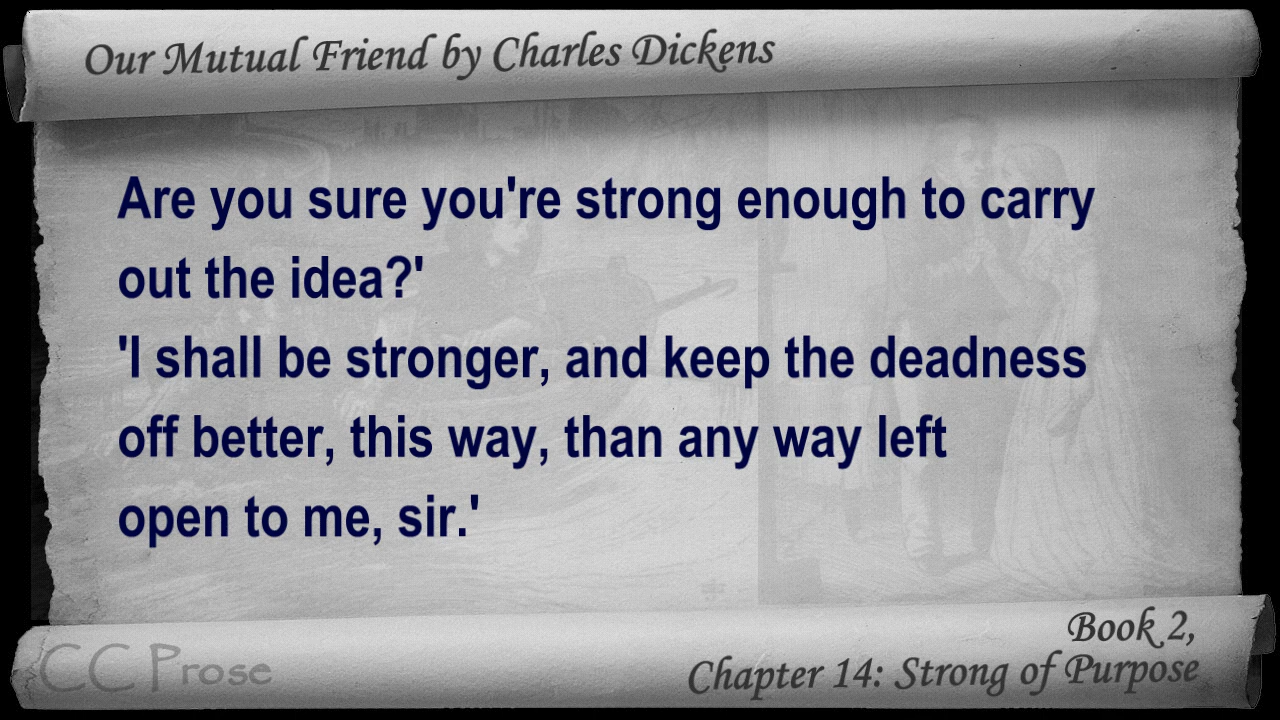 Our Mutual Friend by Charles Dickens
Are you sure you're strong enough to carry
out the idea?'
'I shall be stronger, and keep the deadness
off better, this way, than any way left
open to me, sir.'
Book 2,
Chapter 14: Strong of Purpose
CC Prose